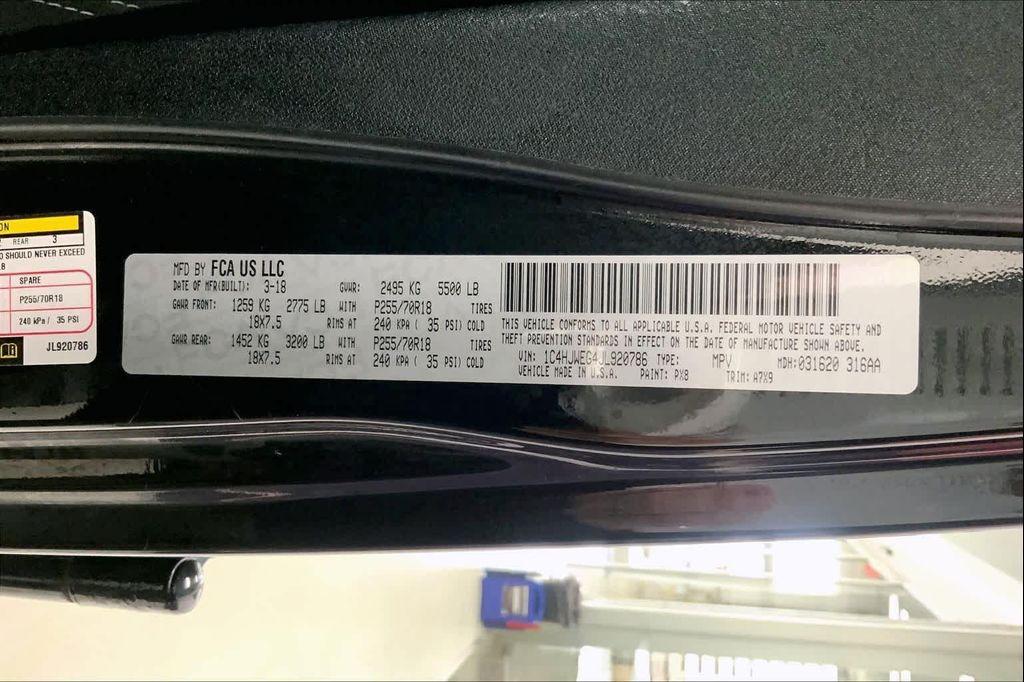 ON
REAR 3
O SHOULD NEVER EXCEED
LB
SPARE
P255/70R18
240 kPa / 35 PSI
JL920786
MFD BY FCA US LLC
DATE OF MFR(BUILT): 3-18 GVWR: 2495 KG 5500 LB
GAWR FRONT: 1259 KG 2775 LB WITH P255/70R18 TIRES
18X7.5 RIMS AT 240 KPA ( 35 PSI) COLD
GAWR REAR: 1452 KG 3200 LB WITH P255/70R18 TIRES
18X7.5 RIMS AT 240 KPA ( 35 PSI) COLD
THIS VEHICLE CONFORMS TO ALL APPLICABLE U.S.A. FEDERAL MOTOR VEHICLE SAFETY AND
THEFT PREVENTION STANDARDS IN EFFECT ON THE DATE OF MANUFACTURE SHOWN ABOVE.
VIN: 1C4HJWEG4JL920786 TYPE: MPV MDH:031620 316AA
VEHICLE MADE IN U.S.A. PAINT: PX8 TRIM: A7X9